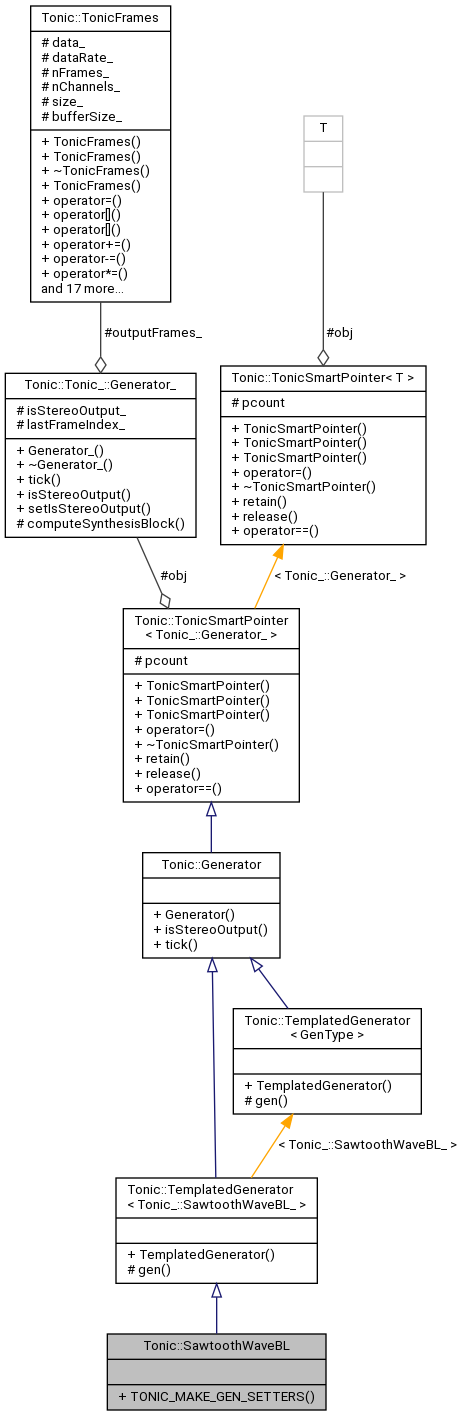 Tonic::TonicFrames
# data_
# dataRate_
# nFrames_
# nChannels_
# size_
# bufferSize_
+ TonicFrames()
+ TonicFrames()
+ ~TonicFrames()
+ TonicFrames()
+ operator=()
+ operator[]()
+ operator[]()
+ operator+=()
+ operator-=()
+ operator*=()
and 17 more...
T
#outputFrames_
#obj
Tonic::Tonic_::Generator_
# isStereoOutput_
# lastFrameIndex_
+ Generator_()
+ ~Generator_()
+ tick()
+ isStereoOutput()
+ setIsStereoOutput()
# computeSynthesisBlock()
Tonic::TonicSmartPointer< T >
# pcount
+ TonicSmartPointer()
+ TonicSmartPointer()
+ TonicSmartPointer()
+ operator=()
+ ~TonicSmartPointer()
+ retain()
+ release()
+ operator==()
#obj
< Tonic_::Generator_ >
Tonic::TonicSmartPointer
< Tonic_::Generator_ >
# pcount
+ TonicSmartPointer()
+ TonicSmartPointer()
+ TonicSmartPointer()
+ operator=()
+ ~TonicSmartPointer()
+ retain()
+ release()
+ operator==()
Tonic::Generator
+ Generator()
+ isStereoOutput()
+ tick()
Tonic::TemplatedGenerator
< GenType >
+ TemplatedGenerator()
# gen()
< Tonic_::SawtoothWaveBL_ >
Tonic::TemplatedGenerator
< Tonic_::SawtoothWaveBL_ >
+ TemplatedGenerator()
# gen()
Tonic::SawtoothWaveBL
+ TONIC_MAKE_GEN_SETTERS()